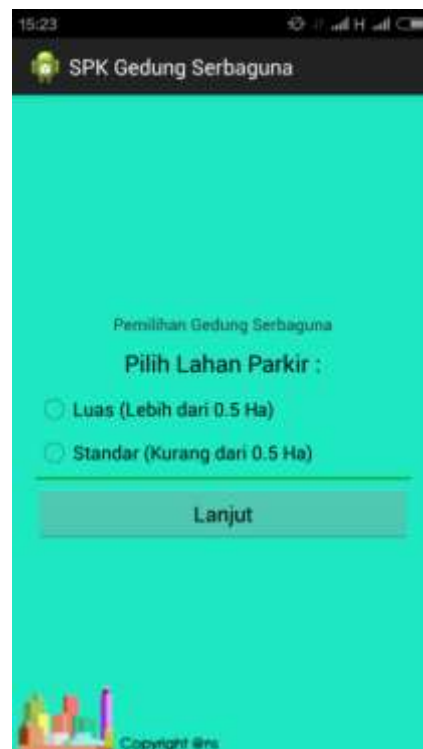 15:23
H
SPK Gedung Serbaguna
Pemilihan Gedung Serbaguna
Pilih Lahan Parkir :
Luas (Lebih dari 0.5 Ha)
Standar (Kurang dari 0.5 Ha)
Lanjut
Copyright